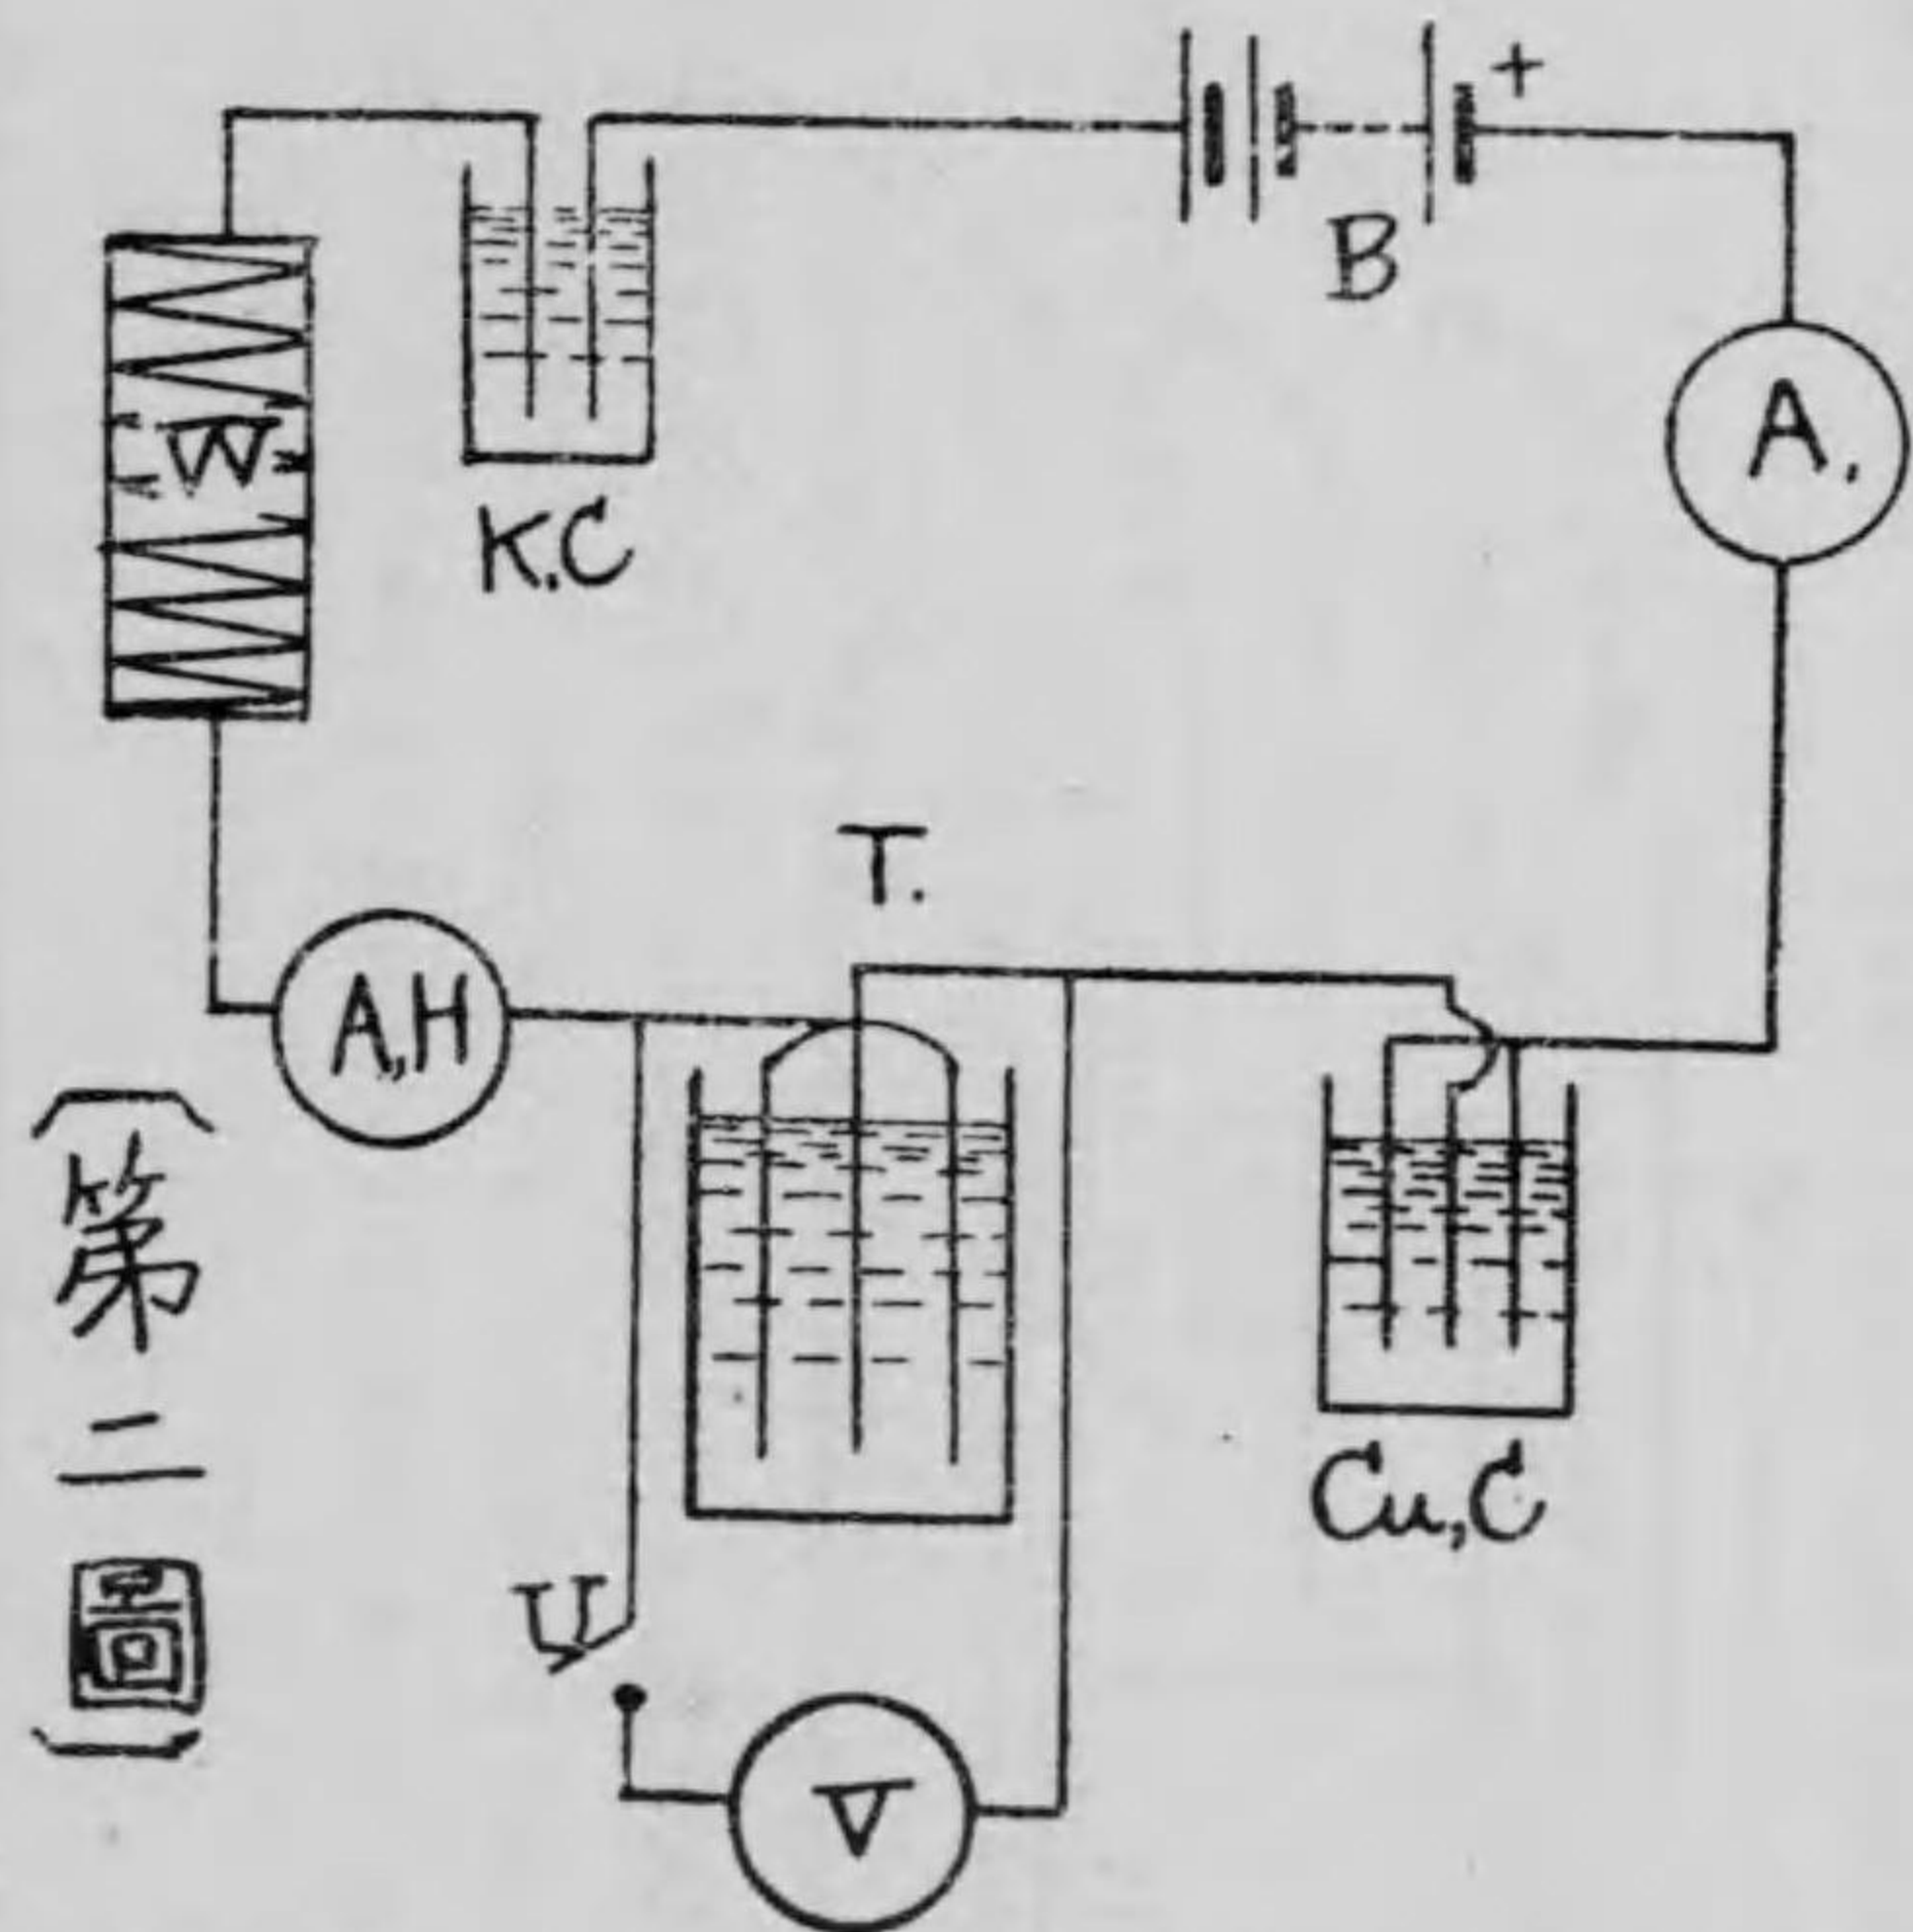 +
B
A.
W
K.C
T.
A,H
U
V
Cu,C
(第二圖)